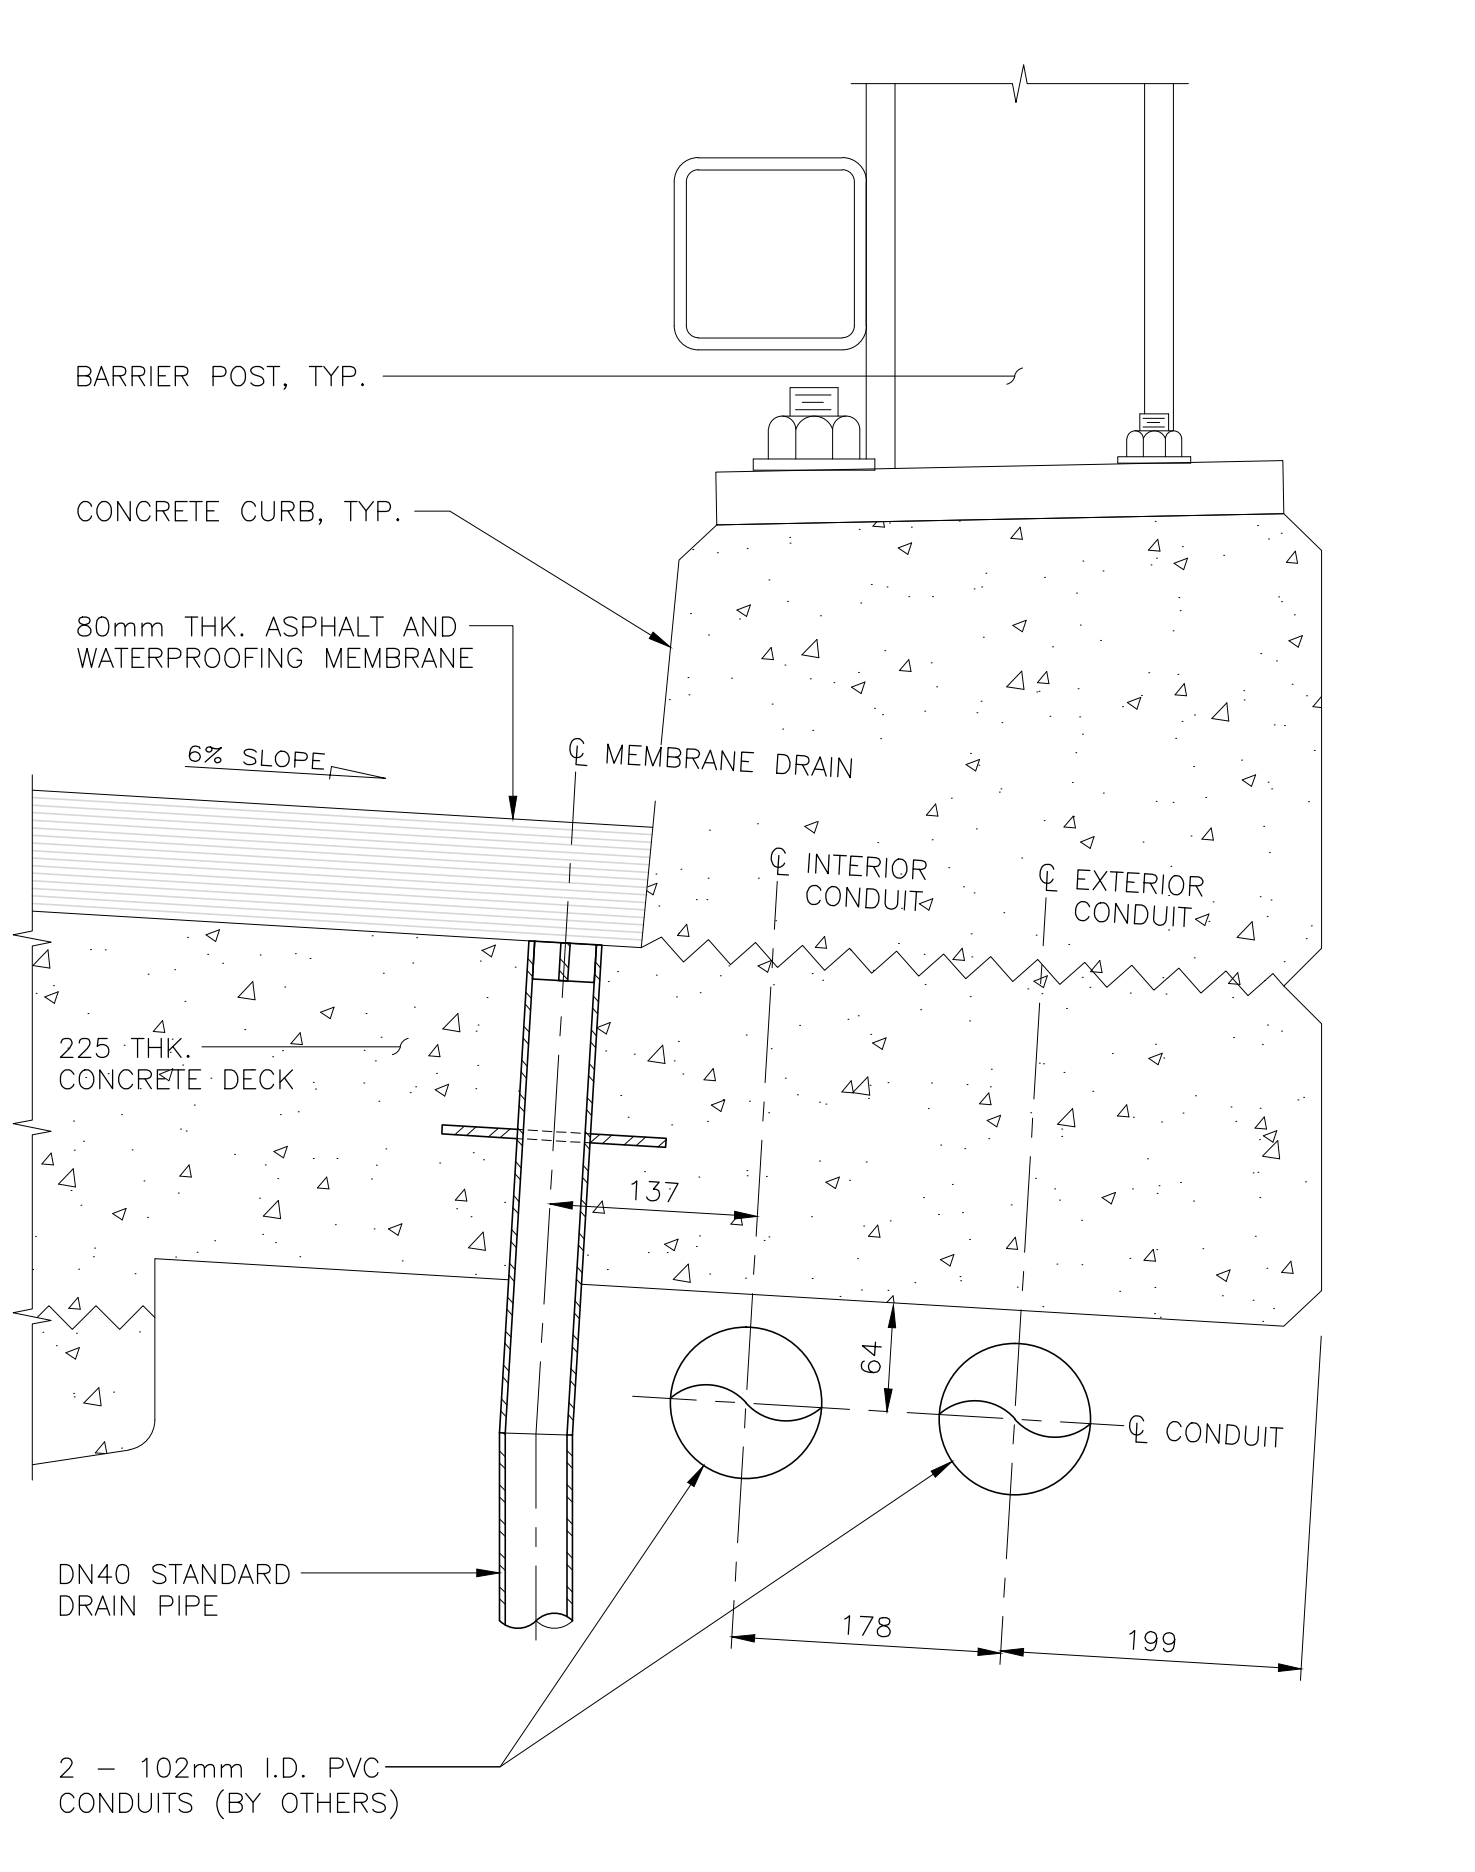 BARRIER POST, TYP.
CONCRETE CURB, TYP.
80mm THK. ASPHALT AND
WATERPROOFING MEMBRANE
6% SLOPE
℄ MEMBRANE DRAIN
℄ INTERIOR
CONDUIT
℄ EXTERIOR
CONDUIT
225 THK.
CONCRETE DECK
137
64
℄ CONDUIT
DN40 STANDARD
DRAIN PIPE
178
199
2 – 102mm I.D. PVC
CONDUITS (BY OTHERS)